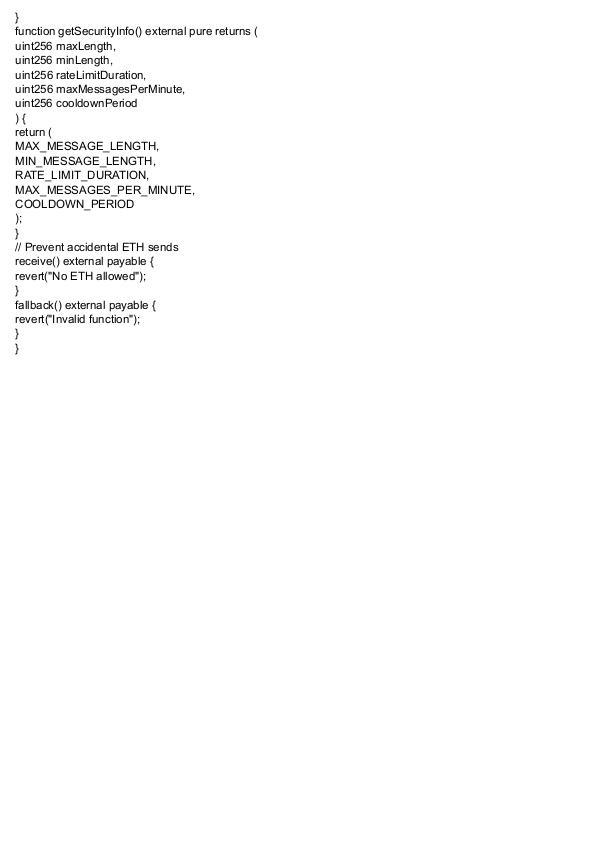 }
function getSecurityInfo() external pure returns (
uint256 maxLength,
uint256 minLength,
uint256 rateLimitDuration,
uint256 maxMessagesPerMinute,
uint256 cooldownPeriod
) {
return (
MAX_MESSAGE_LENGTH,
MIN_MESSAGE_LENGTH,
RATE_LIMIT_DURATION,
MAX_MESSAGES_PER_MINUTE,
COOLDOWN_PERIOD
);
}
// Prevent accidental ETH sends
receive() external payable {
revert("No ETH allowed");
}
fallback() external payable {
revert("Invalid function");
}
}